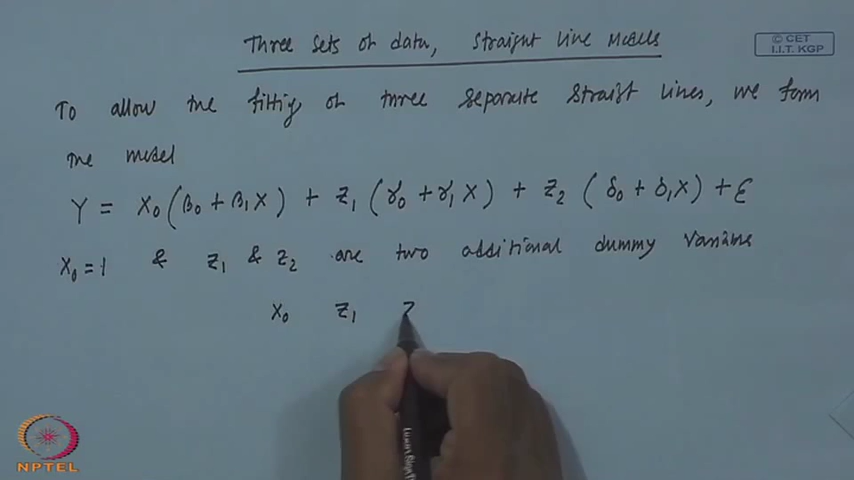 Three sets of data, straight line models
© CET
I.I.T. KGP
To allow the fitting of three separate straight lines, we form
the model
Y = X₀(β₀ + β₁X) + Z₁(γ₀ + γ₁X) + Z₂(δ₀ + δ₁X) + ε
X₀ = 1 & Z₁ & Z₂ are two additional dummy variable
X₀ Z₁ Z
NPTEL